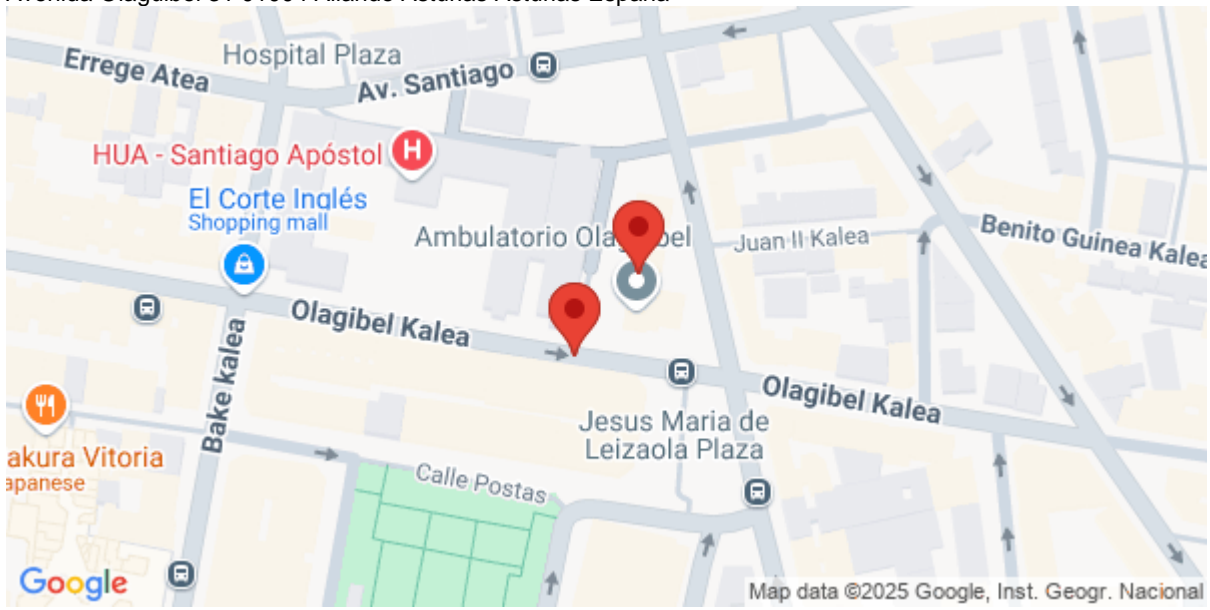 Errege Atea
Hospital Plaza
Av. Santiago
HUA - Santiago Apóstol
H
El Corte Inglés
Shopping mall
Juan II Kalea
Benito Guinea Kalea
Olagibel Kalea
Bake kalea
Olagibel Kalea
Jesus Maria de
Leizaola Plaza
akura Vitoria
apanese
Calle Postas
Google
Map data ©2025 Google, Inst. Geogr. Nacional